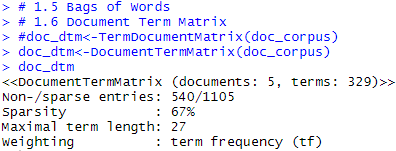 > # 1.5 Bags of Words
> # 1.6 Document Term Matrix
> #doc_dtm<-TermDocumentMatrix(doc_corpus)
> doc_dtm<-DocumentTermMatrix(doc_corpus)
> doc_dtm
<<DocumentTermMatrix (documents: 5, terms: 329)>>
Non-/sparse entries: 540/1105
Sparsity           : 67%
Maximal term length: 27
Weighting          : term frequency (tf)